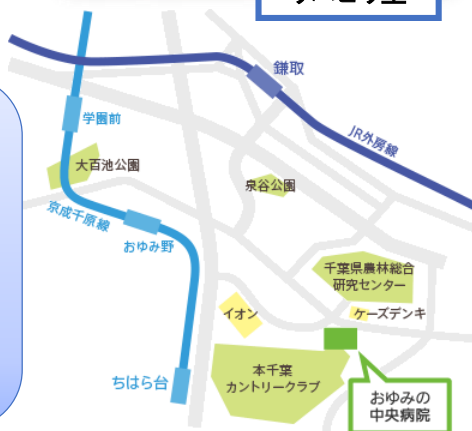 鎌取
JR外房線
学園前
大百池公園
泉谷公園
京成千原線
おゆみ野
千葉県農林総合
研究センター
イオン
ケーズデンキ
本千葉
カントリークラブ
ちはら台
おゆみの
中央病院